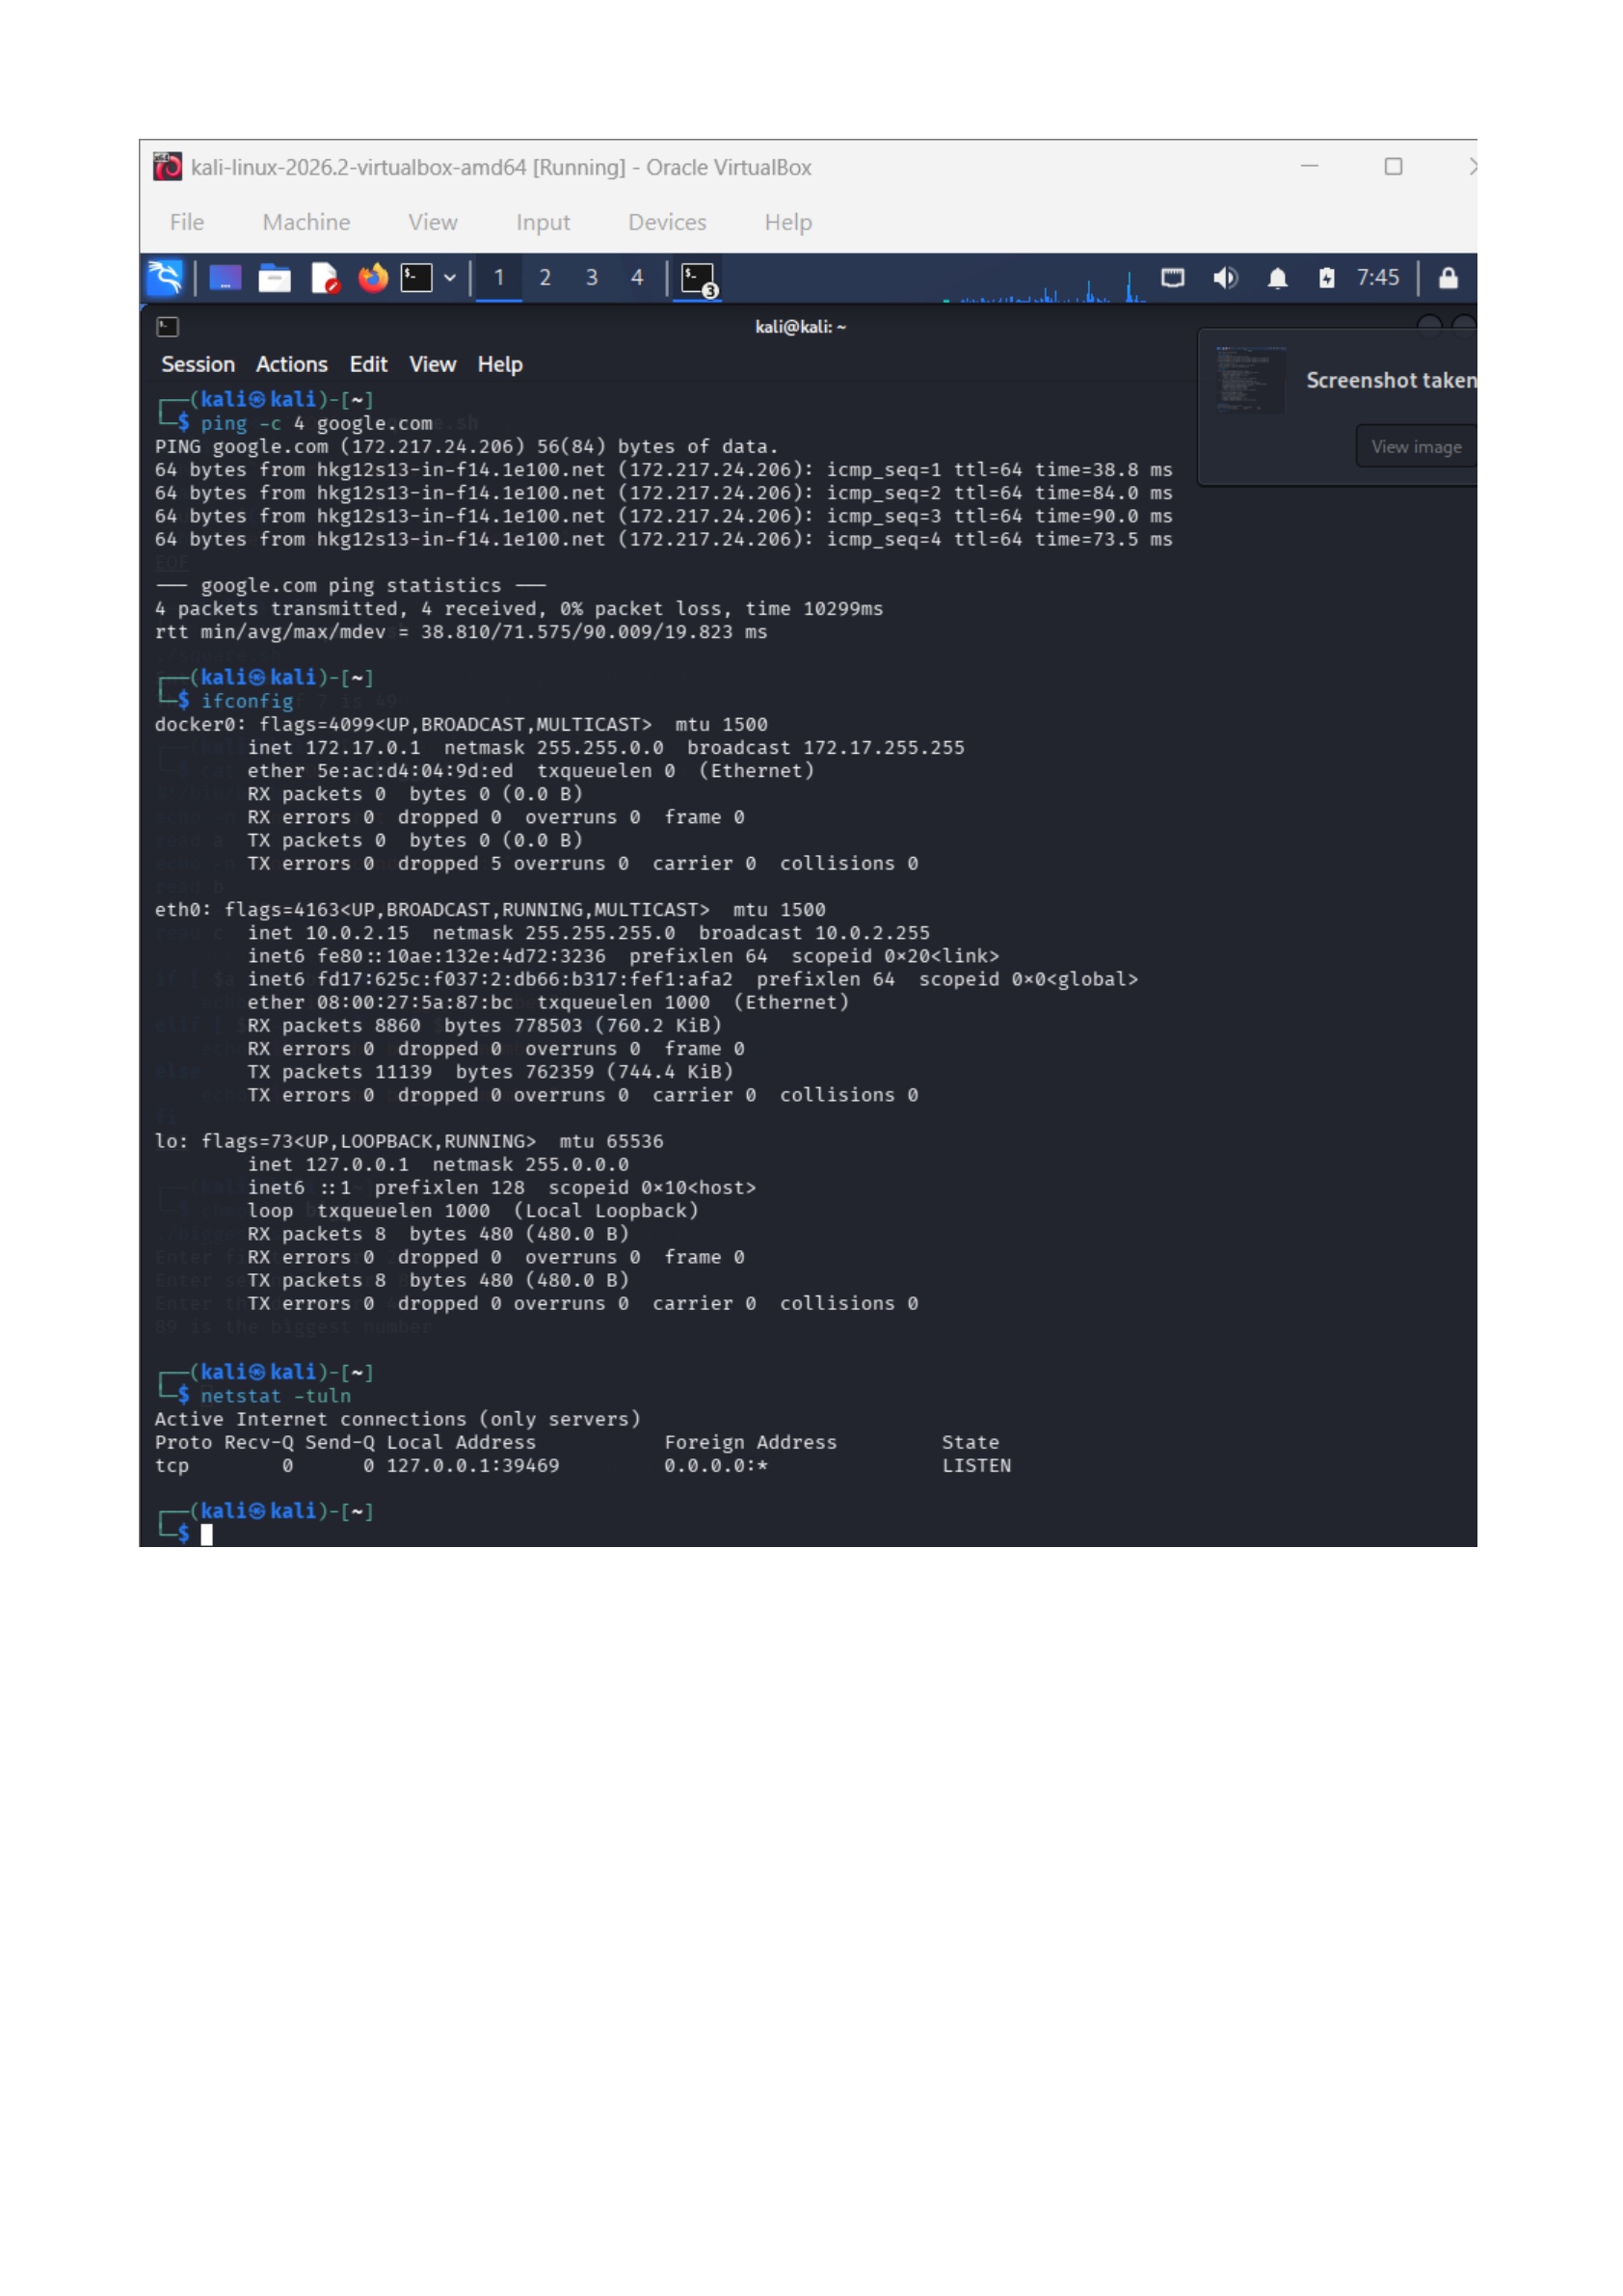 kali-linux-2026.2-virtualbox-amd64 [Running] - Oracle VirtualBox
File Machine View Input Devices Help
1 2 3 4 3 7:45
kali@kali: ~
Session Actions Edit View Help
Screenshot taken
View image
┌──(kali㉿kali)-[~]
└─$ ping -c 4 google.com
PING google.com (172.217.24.206) 56(84) bytes of data.
64 bytes from hkg12s13-in-f14.1e100.net (172.217.24.206): icmp_seq=1 ttl=64 time=38.8 ms
64 bytes from hkg12s13-in-f14.1e100.net (172.217.24.206): icmp_seq=2 ttl=64 time=84.0 ms
64 bytes from hkg12s13-in-f14.1e100.net (172.217.24.206): icmp_seq=3 ttl=64 time=90.0 ms
64 bytes from hkg12s13-in-f14.1e100.net (172.217.24.206): icmp_seq=4 ttl=64 time=73.5 ms
--- google.com ping statistics ---
4 packets transmitted, 4 received, 0% packet loss, time 10299ms
rtt min/avg/max/mdev = 38.810/71.575/90.009/19.823 ms
┌──(kali㉿kali)-[~]
└─$ ifconfig
docker0: flags=4099<UP,BROADCAST,MULTICAST> mtu 1500
inet 172.17.0.1 netmask 255.255.0.0 broadcast 172.17.255.255
ether 5e:ac:d4:04:9d:ed txqueuelen 0 (Ethernet)
RX packets 0 bytes 0 (0.0 B)
RX errors 0 dropped 0 overruns 0 frame 0
TX packets 0 bytes 0 (0.0 B)
TX errors 0 dropped 5 overruns 0 carrier 0 collisions 0
eth0: flags=4163<UP,BROADCAST,RUNNING,MULTICAST> mtu 1500
inet 10.0.2.15 netmask 255.255.255.0 broadcast 10.0.2.255
inet6 fe80::10ae:132e:4d72:3236 prefixlen 64 scopeid 0x20<link>
inet6 fd17:625c:f037:2:db66:b317:fef1:afa2 prefixlen 64 scopeid 0x0<global>
ether 08:00:27:5a:87:bc txqueuelen 1000 (Ethernet)
RX packets 8860 bytes 778503 (760.2 KiB)
RX errors 0 dropped 0 overruns 0 frame 0
TX packets 11139 bytes 762359 (744.4 KiB)
TX errors 0 dropped 0 overruns 0 carrier 0 collisions 0
lo: flags=73<UP,LOOPBACK,RUNNING> mtu 65536
inet 127.0.0.1 netmask 255.0.0.0
inet6 ::1 prefixlen 128 scopeid 0x10<host>
loop txqueuelen 1000 (Local Loopback)
RX packets 8 bytes 480 (480.0 B)
RX errors 0 dropped 0 overruns 0 frame 0
TX packets 8 bytes 480 (480.0 B)
TX errors 0 dropped 0 overruns 0 carrier 0 collisions 0
89 is the biggest number
┌──(kali㉿kali)-[~]
└─$ netstat -tuln
Active Internet connections (only servers)
Proto Recv-Q Send-Q Local Address Foreign Address State
tcp 0 0 127.0.0.1:39469 0.0.0.0:* LISTEN
┌──(kali㉿kali)-[~]
└─$